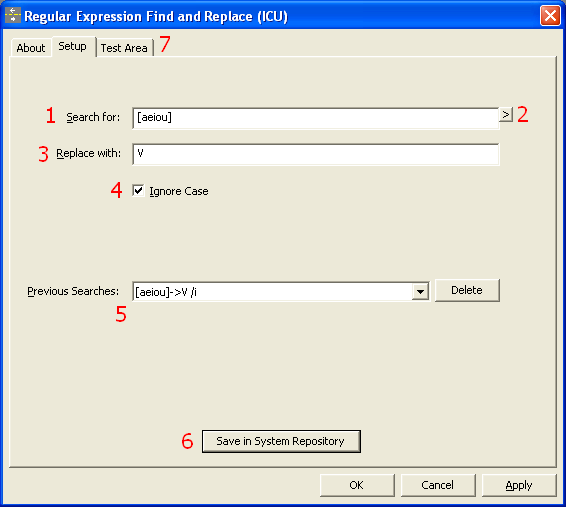 Regular Expression Find and Replace (ICU)
About Setup Test Area 7
1 Search for: [aeiou] > 2
3 Replace with: V
4 Ignore Case
Previous Searches: [aeiou]->V /i Delete
5
6 Save in System Repository
OK Cancel Apply